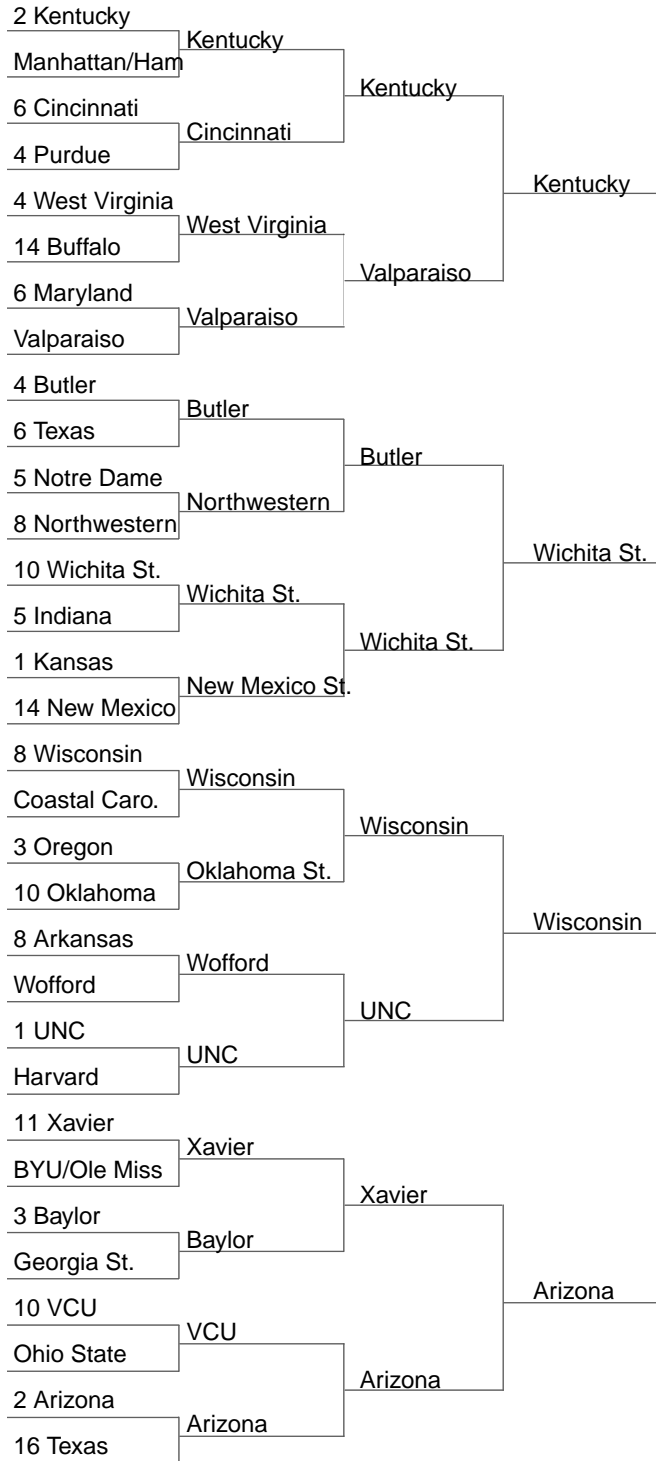 2 Kentucky
Manhattan/Ham
6 Cincinnati
4 Purdue
4 West Virginia
14 Buffalo
6 Maryland
Valparaiso
4 Butler
6 Texas
5 Notre Dame
8 Northwestern
10 Wichita St.
5 Indiana
1 Kansas
14 New Mexico
8 Wisconsin
Coastal Caro.
3 Oregon
10 Oklahoma
8 Arkansas
Wofford
1 UNC
Harvard
11 Xavier
BYU/Ole Miss
3 Baylor
Georgia St.
10 VCU
Ohio State
2 Arizona
16 Texas
Kentucky
Cincinnati
West Virginia
Valparaiso
Butler
Northwestern
Wichita St.
New Mexico St.
Wisconsin
Oklahoma St.
Wofford
UNC
Xavier
Baylor
VCU
Arizona
Kentucky
Valparaiso
Butler
Wichita St.
Wisconsin
UNC
Xavier
Arizona
Kentucky
Wichita St.
Wisconsin
Arizona